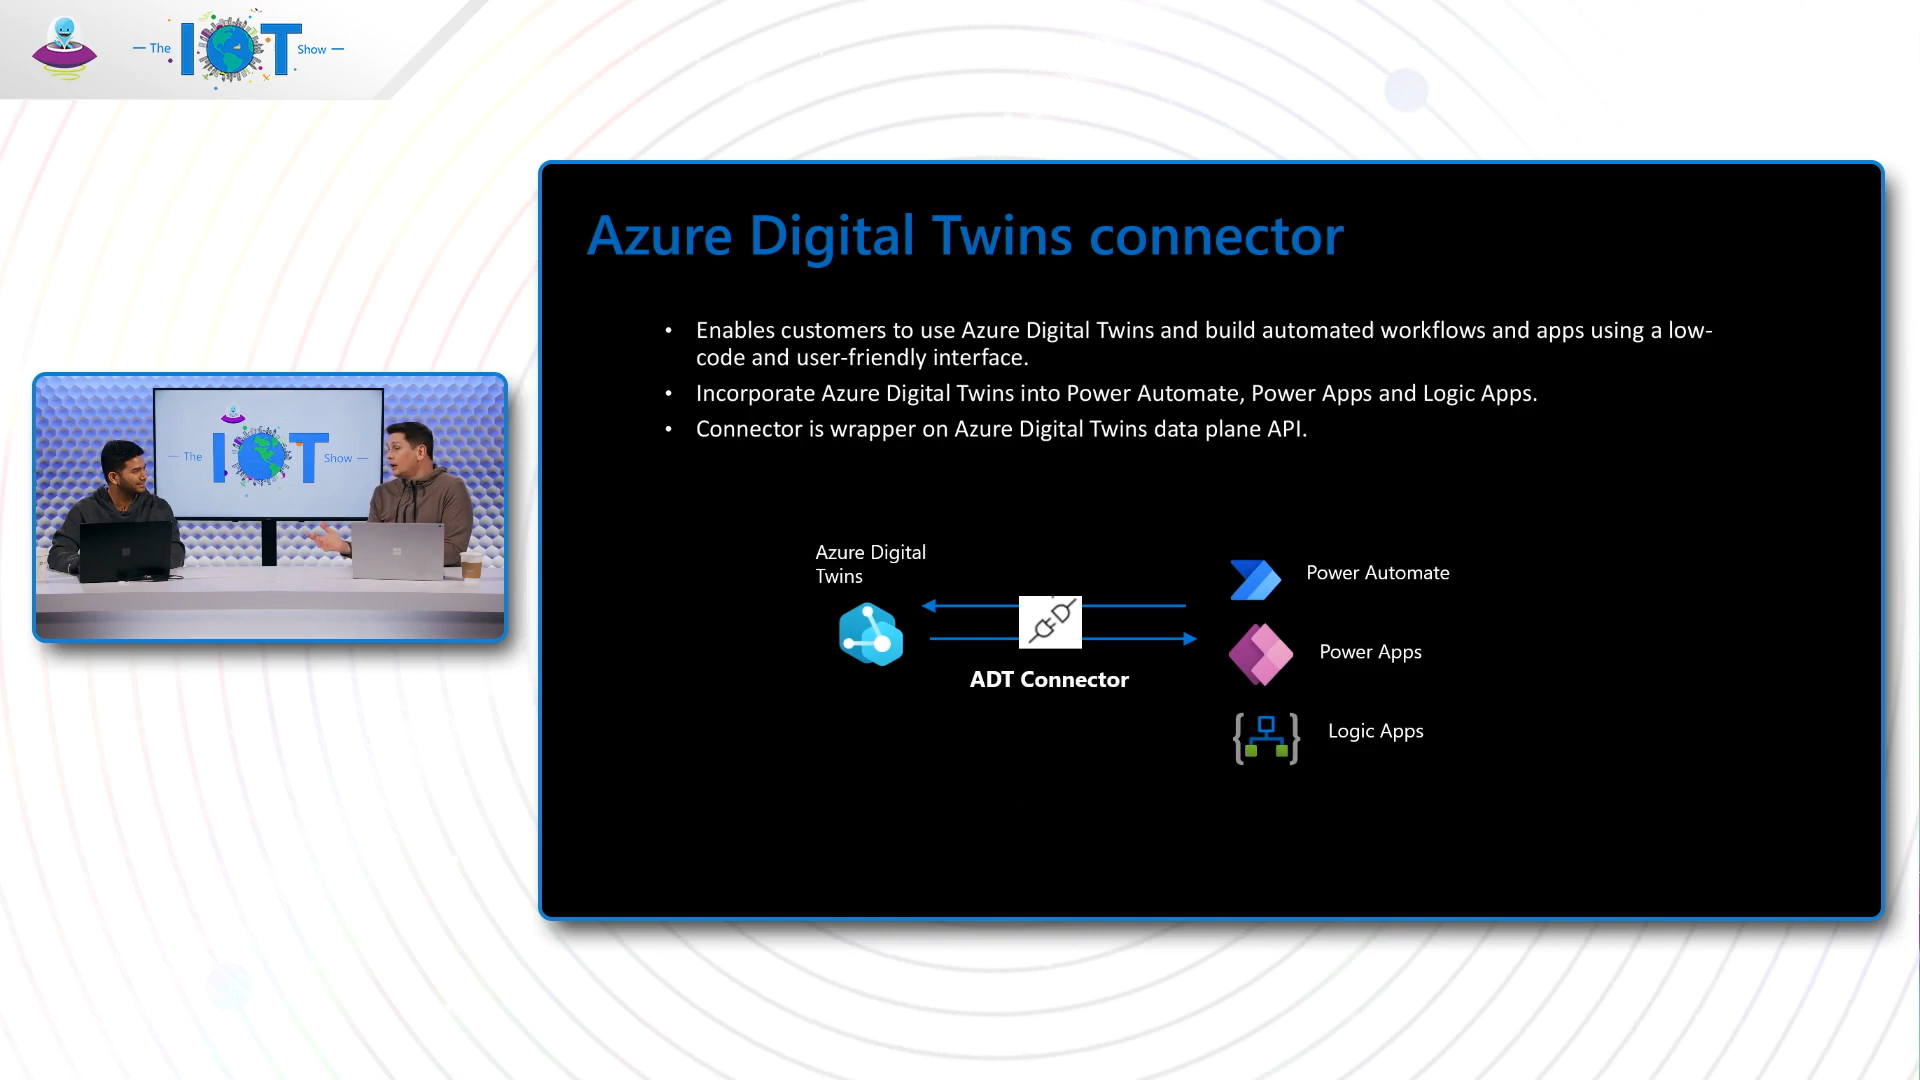 The IOT Show
Azure Digital Twins connector
• Enables customers to use Azure Digital Twins and build automated workflows and apps using a low-
code and user-friendly interface.
• Incorporate Azure Digital Twins into Power Automate, Power Apps and Logic Apps.
• Connector is wrapper on Azure Digital Twins data plane API.
The IOT Show
Azure Digital
Twins
ADT Connector
Power Automate
Power Apps
Logic Apps